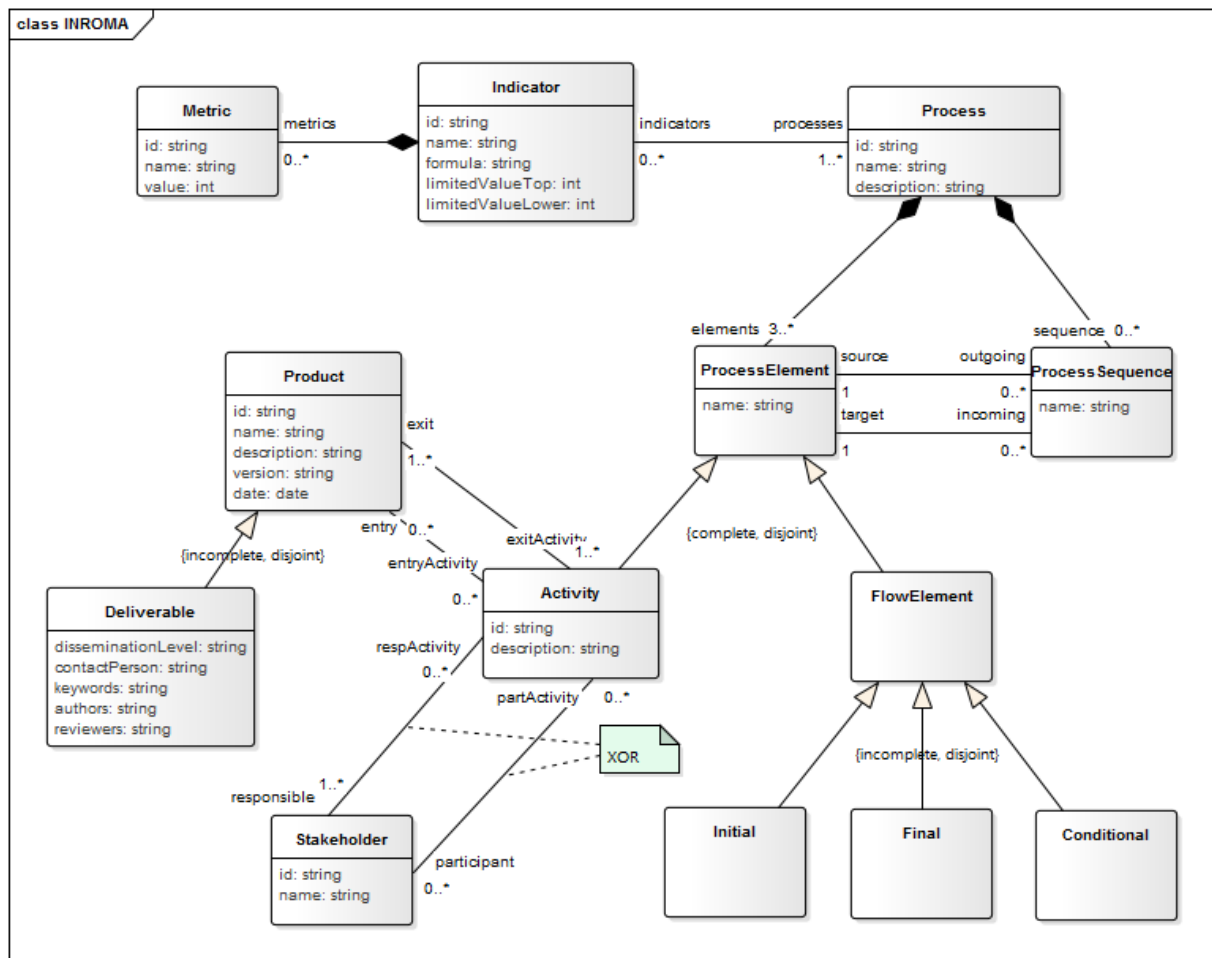 class INROMA
Metric
id: string
name: string
value: int
metrics
0..*
Indicator
id: string
name: string
formula: string
limitedValueTop: int
limitedValueLower: int
indicators
0..*
processes
1..*
Process
id: string
name: string
description: string
elements 3..*
sequence 0..*
ProcessElement
name: string
source
1
target
1
outgoing
0..*
incoming
0..*
ProcessSequence
name: string
Product
id: string
name: string
description: string
version: string
date: date
exit
1..*
entry 0..*
{incomplete, disjoint}
exitActivity
1..*
entryActivity
0..*
{complete, disjoint}
Deliverable
disseminationLevel: string
contactPerson: string
keywords: string
authors: string
reviewers: string
Activity
id: string
description: string
respActivity
0..*
partActivity 0..*
FlowElement
XOR
{incomplete, disjoint}
responsible 1..*
Stakeholder
id: string
name: string
participant
0..*
Initial
Final
Conditional